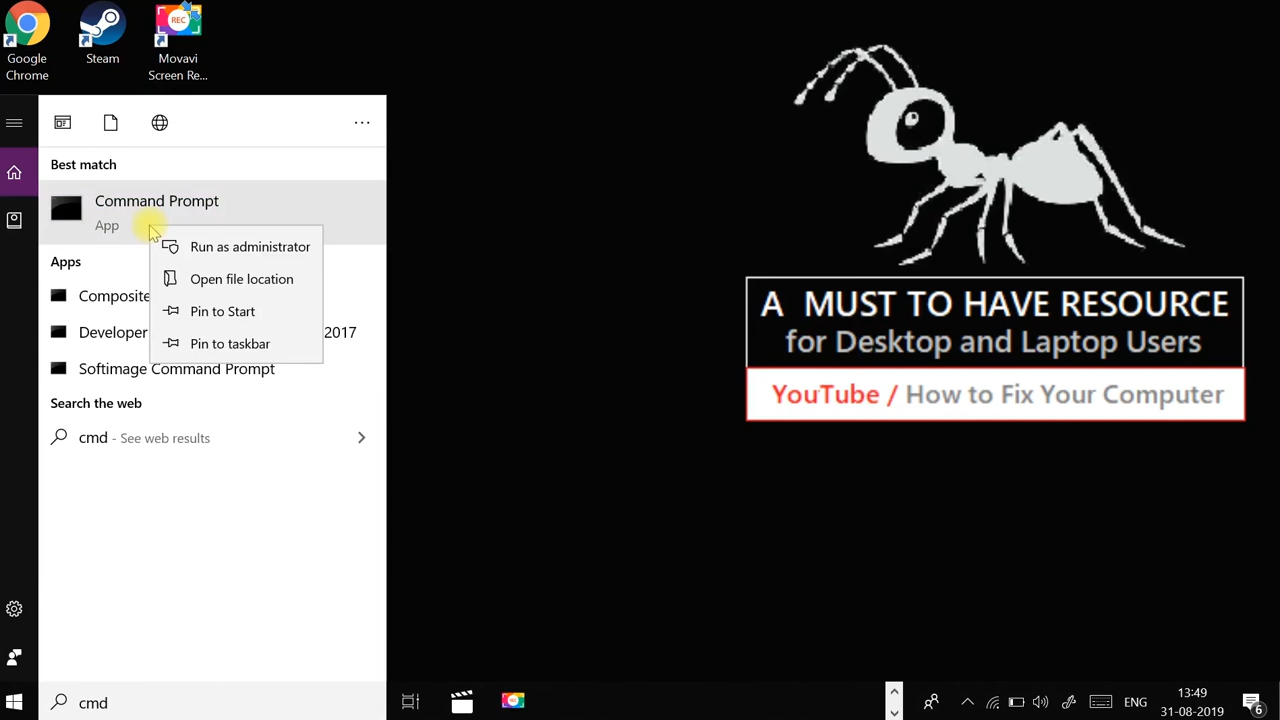 Google
Chrome
Steam
REC
Movavi
Screen Re...
Best match
Command Prompt
App
Run as administrator
Open file location
Pin to Start
Pin to taskbar
Apps
Composite
Developer
2017
Softimage Command Prompt
Search the web
cmd - See web results
cmd
A MUST TO HAVE RESOURCE
for Desktop and Laptop Users
YouTube / How to Fix Your Computer
REC
ENG
13:49
31-08-2019
6